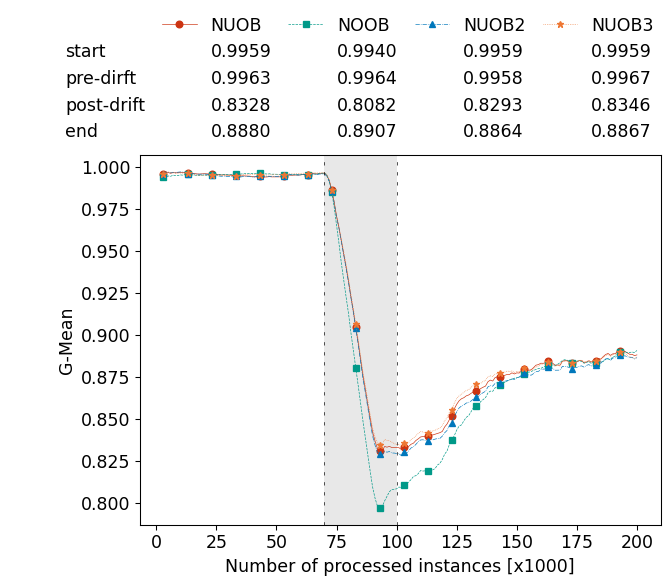 NUOB NOOB NUOB2 NUOB3
start 0.9959 0.9940 0.9959 0.9959
pre-dirft 0.9963 0.9964 0.9958 0.9967
post-drift 0.8328 0.8082 0.8293 0.8346
end 0.8880 0.8907 0.8864 0.8867
1.000
0.975
0.950
0.925
0.900
0.875
0.850
0.825
0.800
G-Mean
0 25 50 75 100 125 150 175 200
Number of processed instances [x1000]